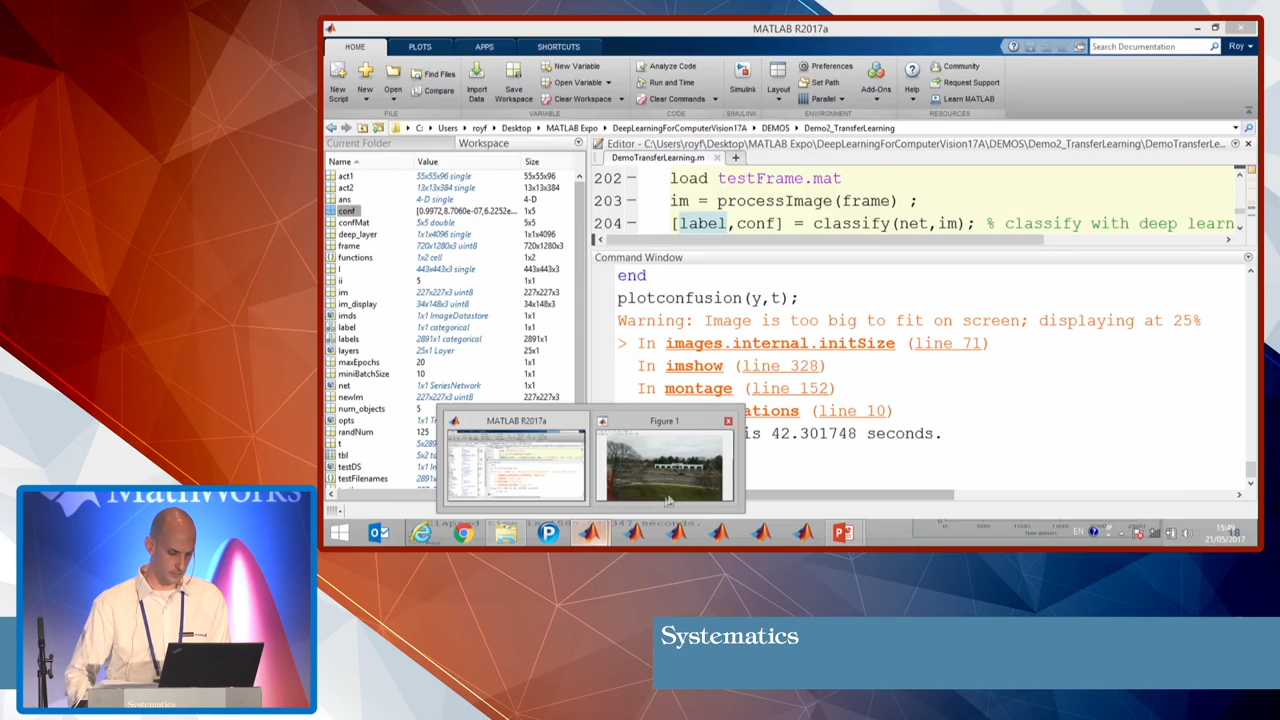 MATLAB R2017a
HOME PLOTS APPS SHORTCUTS
Search Documentation
Roy
New Script
New
Open
Find Files
Compare
Import Data
Save Workspace
New Variable
Open Variable
Clear Workspace
Analyze Code
Run and Time
Clear Commands
Simulink
Layout
Preferences
Set Path
Parallel
Add-Ons
Help
Community
Request Support
Learn MATLAB
FILE VARIABLE CODE SIMULINK ENVIRONMENT RESOURCES
C: Users royf Desktop MATLAB Expo DeepLearningForComputerVision17A DEMOS Demo2_TransferLearning
Current Folder Workspace
Editor - C:\Users\royf\Desktop\MATLAB Expo\DeepLearningForComputerVision17A\DEMOS\Demo2_TransferLearning\DemoTransferLe...
DemoTransferLearning.m
Name Value Size
act1 55x55x96 single 55x55x96
act2 13x13x384 single 13x13x384
ans 4-D single 4-D
conf [0.9972,8.7060e-07,6.2252e... 1x5
confMat 5x5 double 5x5
deep_layer 1x1x4096 single 1x1x4096
frame 720x1280x3 uint8 720x1280x3
functions 1x2 cell 1x2
I 443x443x3 single 443x443x3
ii 5 1x1
im 227x227x3 uint8 227x227x3
im_display 34x148x3 uint8 34x148x3
imds 1x1 ImageDatastore 1x1
label 1x1 categorical 1x1
labels 2891x1 categorical 2891x1
layers 25x1 Layer 25x1
maxEpochs 20 1x1
miniBatchSize 10 1x1
net 1x1 SeriesNetwork 1x1
newIm 227x227x3 uint8 227x227x3
num_objects 5
opts 1x1 T
randNum 125
t 5x289
tbl 5x2 ta
testDS 1x1 In
testFilenames 2891x
202 load testFrame.mat
203 im = processImage(frame) ;
204 [label,conf] = classify(net,im); % classify with deep learn
Command Window
end
plotconfusion(y,t);
Warning: Image is too big to fit on screen; displaying at 25%
> In images.internal.initSize (line 71)
In imshow (line 328)
In montage (line 152)
ations (line 10)
is 42.301748 seconds.
MATLAB R2017a
Figure 1
EN
15:49
21/05/2017
MathWorks
Systematics
Systematics